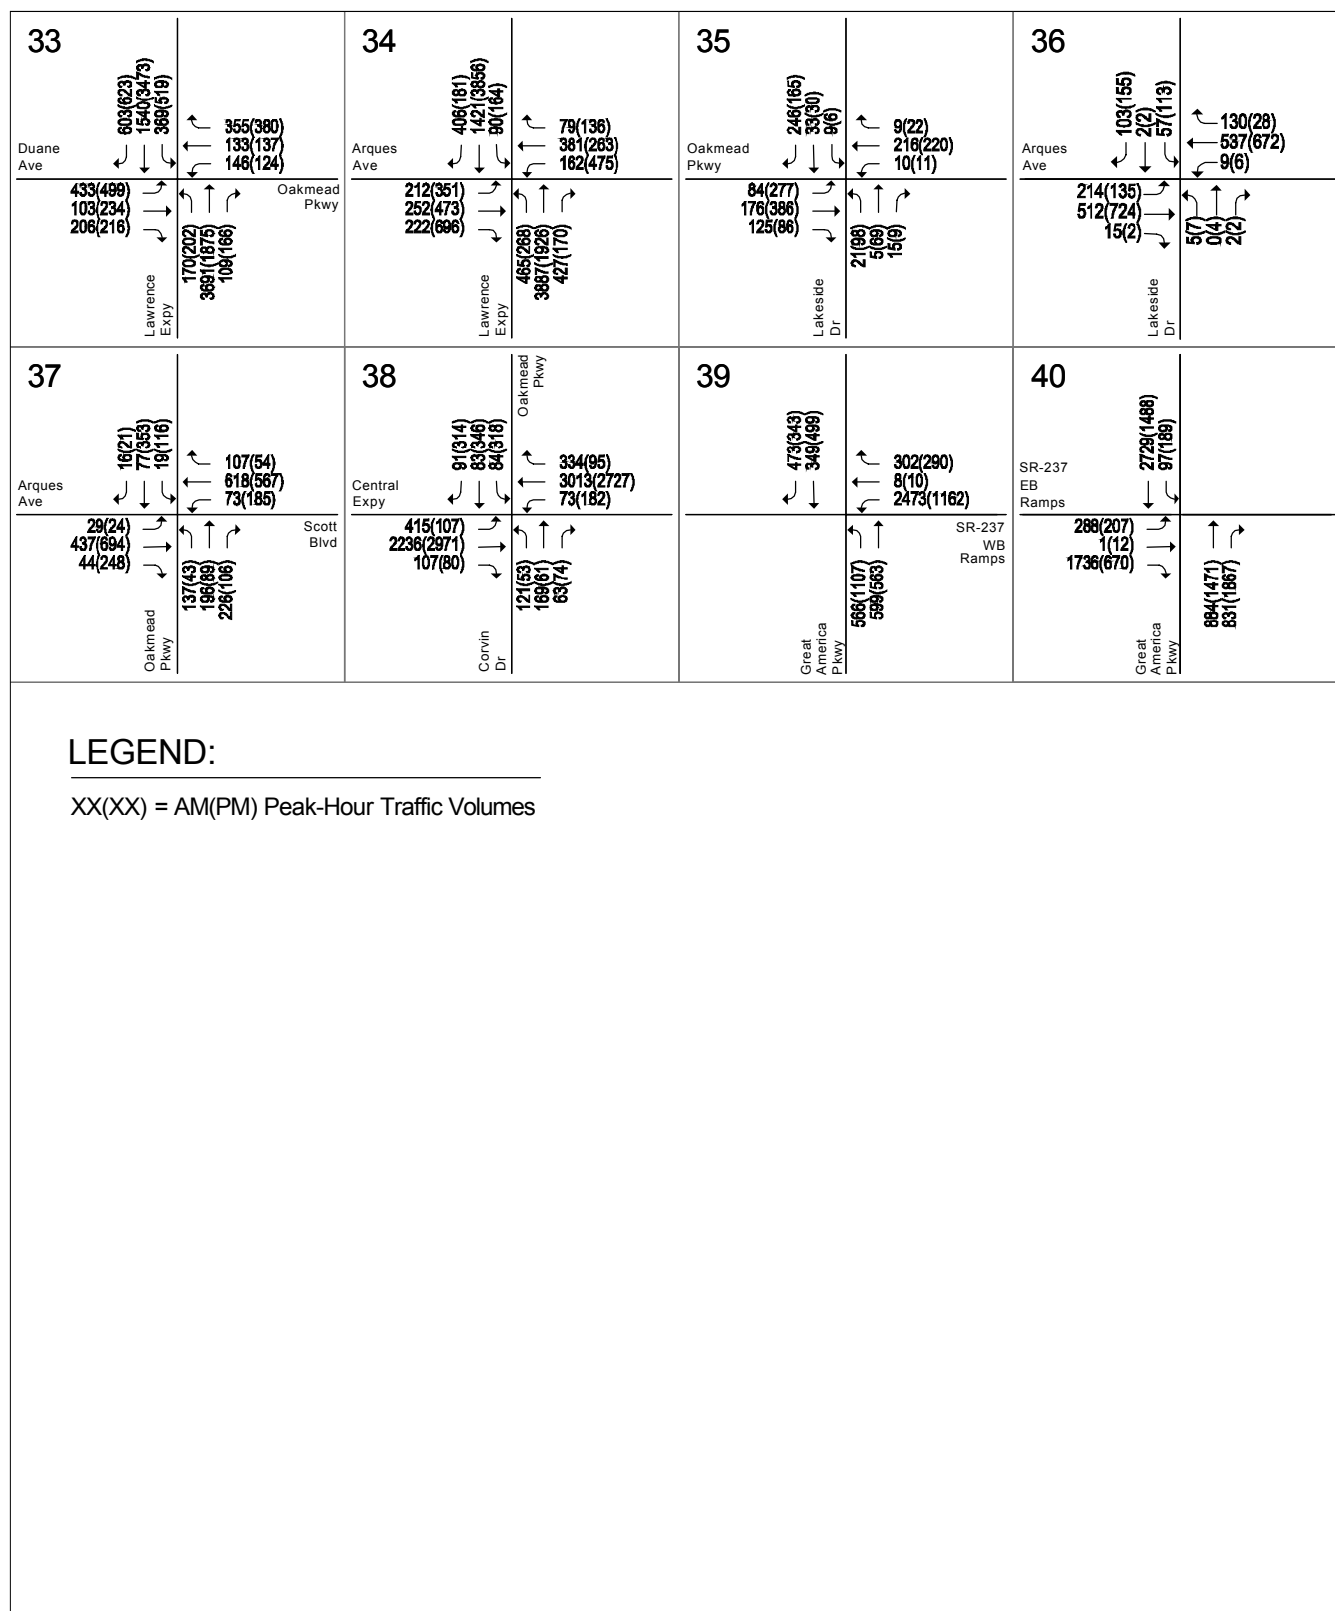 33
603(623)
1540(3473)
369(519)
355(380)
133(137)
146(124)
Duane
Ave
433(499)
103(234)
206(216)
Oakmead
Pkwy
170(202)
3691(1875)
109(166)
Lawrence
Expy
34
406(181)
1421(3856)
90(164)
79(136)
381(263)
162(475)
Arques
Ave
212(351)
252(473)
222(696)
465(268)
3887(1926)
427(170)
Lawrence
Expy
35
246(165)
33(30)
9(6)
9(22)
216(220)
10(11)
Oakmead
Pkwy
84(277)
176(386)
125(86)
21(98)
5(69)
15(9)
Lakeside
Dr
36
103(155)
2(2)
57(113)
130(28)
537(672)
9(6)
Arques
Ave
214(135)
512(724)
15(2)
5(7)
0(4)
2(2)
Lakeside
Dr
37
16(21)
77(353)
19(116)
107(54)
618(567)
73(185)
Arques
Ave
29(24)
437(694)
44(248)
Scott
Blvd
137(43)
196(89)
226(106)
Oakmead
Pkwy
38
Oakmead
Pkwy
91(314)
83(346)
84(318)
334(95)
3013(2727)
73(182)
Central
Expy
415(107)
2236(2971)
107(80)
121(53)
169(61)
63(74)
Corvin
Dr
39
473(343)
349(499)
302(290)
8(10)
2473(1162)
SR-237
WB
Ramps
566(1107)
599(563)
Great
America
Pkwy
40
2729(1488)
97(189)
SR-237
EB
Ramps
288(207)
1(12)
1736(670)
884(1471)
831(1867)
Great
America
Pkwy
LEGEND:
XX(XX) = AM(PM) Peak-Hour Traffic Volumes